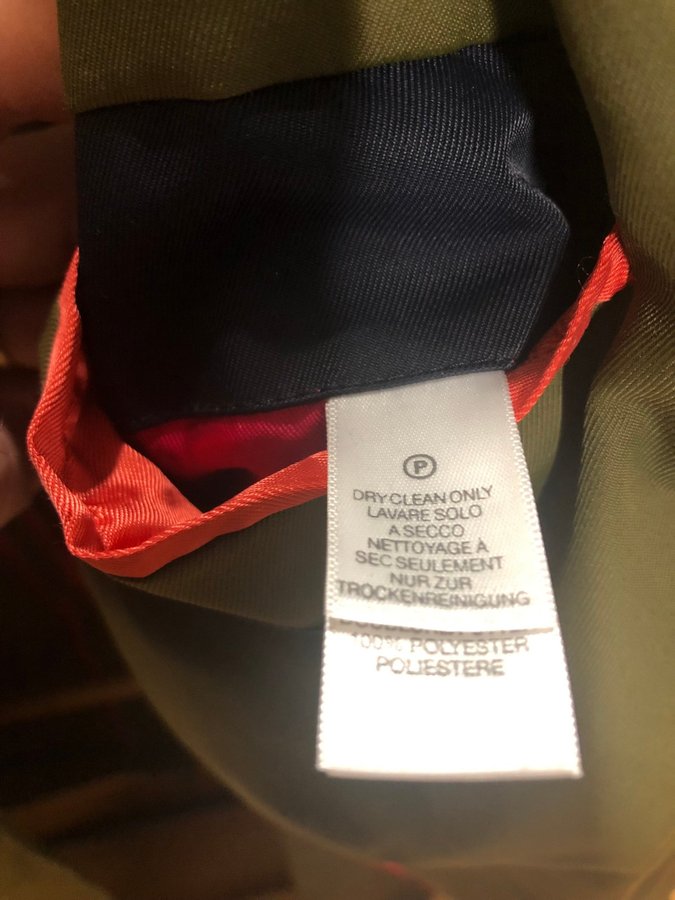 P
DRY CLEAN ONLY
LAVARE SOLO
A SECCO
NETTOYAGE À
SEC SEULEMENT
NUR ZUR
TROCKENREINIGUNG
100% POLYESTER
POLIESTERE